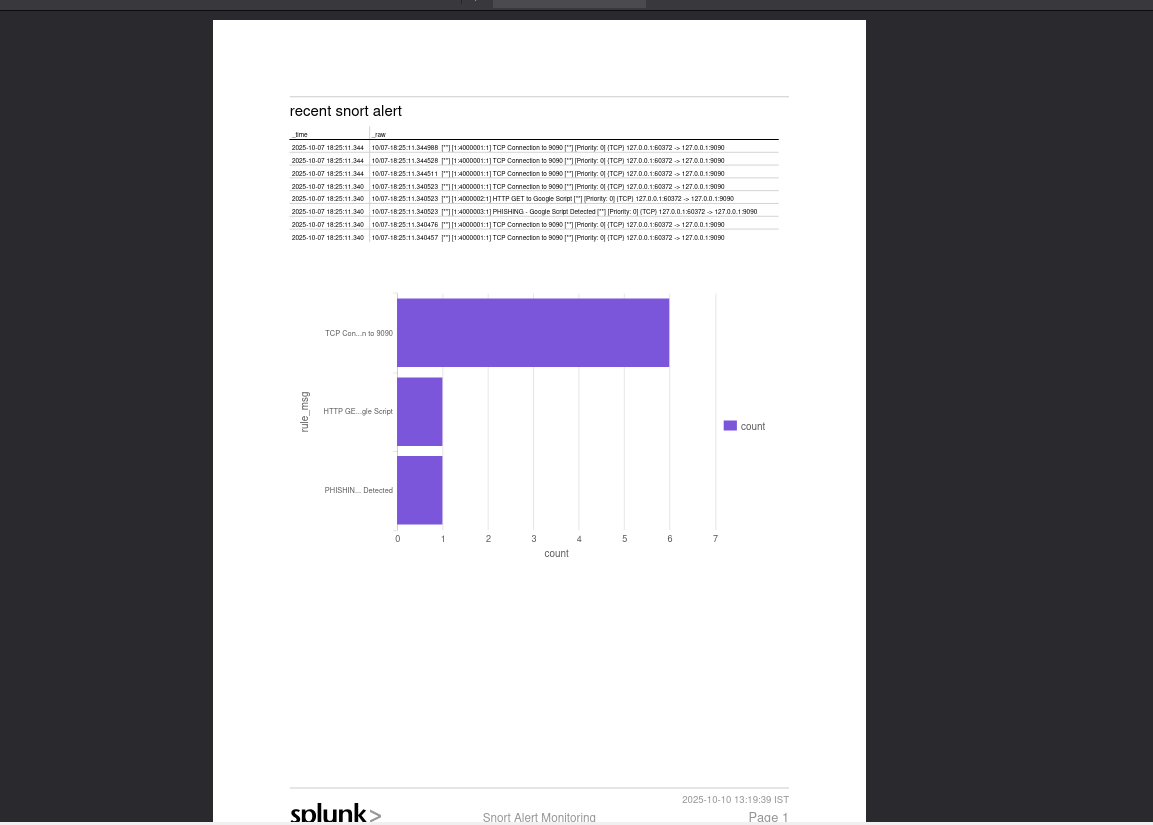 recent snort alert
_time _raw
2025-10-07 18:25:11.344 10/07-18:25:11.344988 [**] [1:4000001:1] TCP Connection to 9090 [**] [Priority: 0] {TCP} 127.0.0.1:60372 -> 127.0.0.1:9090
2025-10-07 18:25:11.344 10/07-18:25:11.344528 [**] [1:4000001:1] TCP Connection to 9090 [**] [Priority: 0] {TCP} 127.0.0.1:60372 -> 127.0.0.1:9090
2025-10-07 18:25:11.344 10/07-18:25:11.344511 [**] [1:4000001:1] TCP Connection to 9090 [**] [Priority: 0] {TCP} 127.0.0.1:60372 -> 127.0.0.1:9090
2025-10-07 18:25:11.340 10/07-18:25:11.340523 [**] [1:4000001:1] TCP Connection to 9090 [**] [Priority: 0] {TCP} 127.0.0.1:60372 -> 127.0.0.1:9090
2025-10-07 18:25:11.340 10/07-18:25:11.340523 [**] [1:4000002:1] HTTP GET to Google Script [**] [Priority: 0] {TCP} 127.0.0.1:60372 -> 127.0.0.1:9090
2025-10-07 18:25:11.340 10/07-18:25:11.340523 [**] [1:4000003:1] PHISHING - Google Script Detected [**] [Priority: 0] {TCP} 127.0.0.1:60372 -> 127.0.0.1:9090
2025-10-07 18:25:11.340 10/07-18:25:11.340476 [**] [1:4000001:1] TCP Connection to 9090 [**] [Priority: 0] {TCP} 127.0.0.1:60372 -> 127.0.0.1:9090
2025-10-07 18:25:11.340 10/07-18:25:11.340457 [**] [1:4000001:1] TCP Connection to 9090 [**] [Priority: 0] {TCP} 127.0.0.1:60372 -> 127.0.0.1:9090
TCP Con...n to 9090
HTTP GE...gle Script
PHISHIN... Detected
rule_msg
0 1 2 3 4 5 6 7
count
count
2025-10-10 13:19:39 IST
splunk> Snort Alert Monitoring Page 1